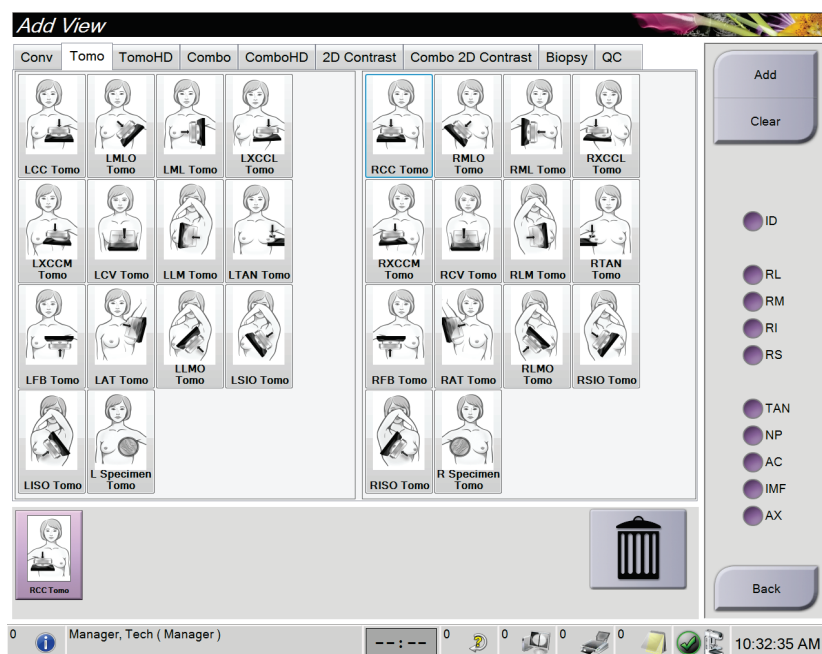 Add View
Conv Tomo TomoHD Combo ComboHD 2D Contrast Combo 2D Contrast Biopsy QC
LCC Tomo
LMLO
Tomo
LML Tomo
LXCCL
Tomo
RCC Tomo
RMLO
Tomo
RML Tomo
RXCCL
Tomo
LXCCM
Tomo
LCV Tomo
LLM Tomo
LTAN Tomo
RXCCM
Tomo
RCV Tomo
RLM Tomo
RTAN
Tomo
LFB Tomo
LAT Tomo
LLMO
Tomo
LSIO Tomo
RFB Tomo
RAT Tomo
RLMO
Tomo
RSIO Tomo
LISO Tomo
L Specimen
Tomo
RISO Tomo
R Specimen
Tomo
RCC Tomo
Add
Clear
ID
RL
RM
RI
RS
TAN
NP
AC
IMF
AX
Back
0 Manager, Tech ( Manager ) --:-- 0 0 0 0 10:32:35 AM